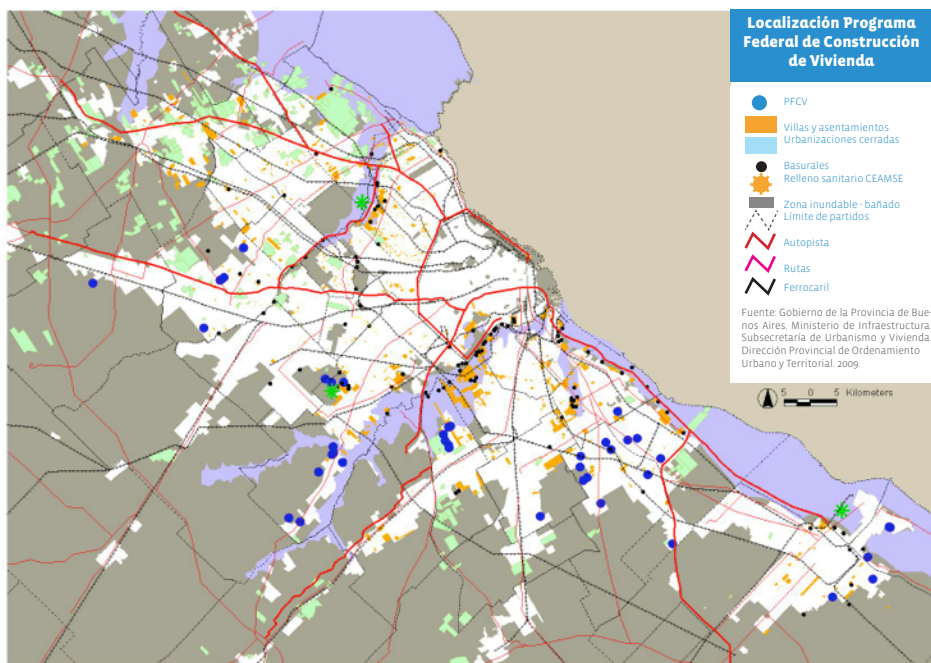 Localización Programa
Federal de Construcción
de Vivienda
PFCV
Villas y asentamientos
Urbanizaciones cerradas
Basurales
Relleno sanitario CEAMSE
Zona inundable - bañado
Límite de partidos
Autopista
Rutas
Ferrocaril
Fuente: Gobierno de la Provincia de Bue-
nos Aires. Ministerio de Infraestructura.
Subsecretaría de Urbanismo y Vivienda.
Dirección Provincial de Ordenamiento
Urbano y Territorial. 2009.
5 0 5 Kilometers